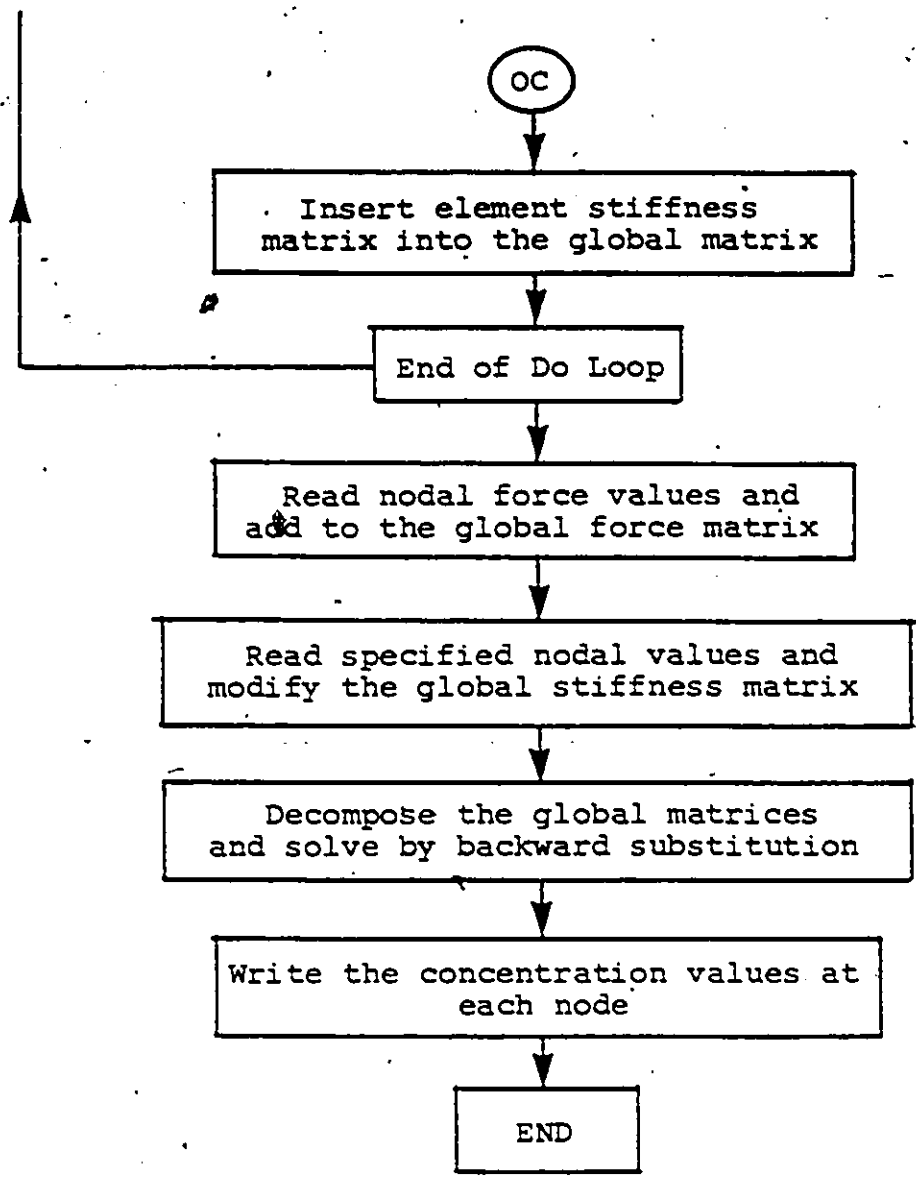 OC
Insert element stiffness
matrix into the global matrix
End of Do Loop
Read nodal force values and
add to the global force matrix
Read specified nodal values and
modify the global stiffness matrix
Decompose the global matrices
and solve by backward substitution
Write the concentration values at
each node
END